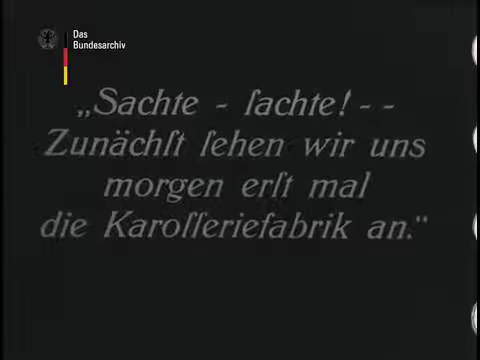 Das
Bundesarchiv
„Sachte - ſachte! - -
Zunächſt ſehen wir uns
morgen erſt mal
die Karoſſeriefabrik an.“